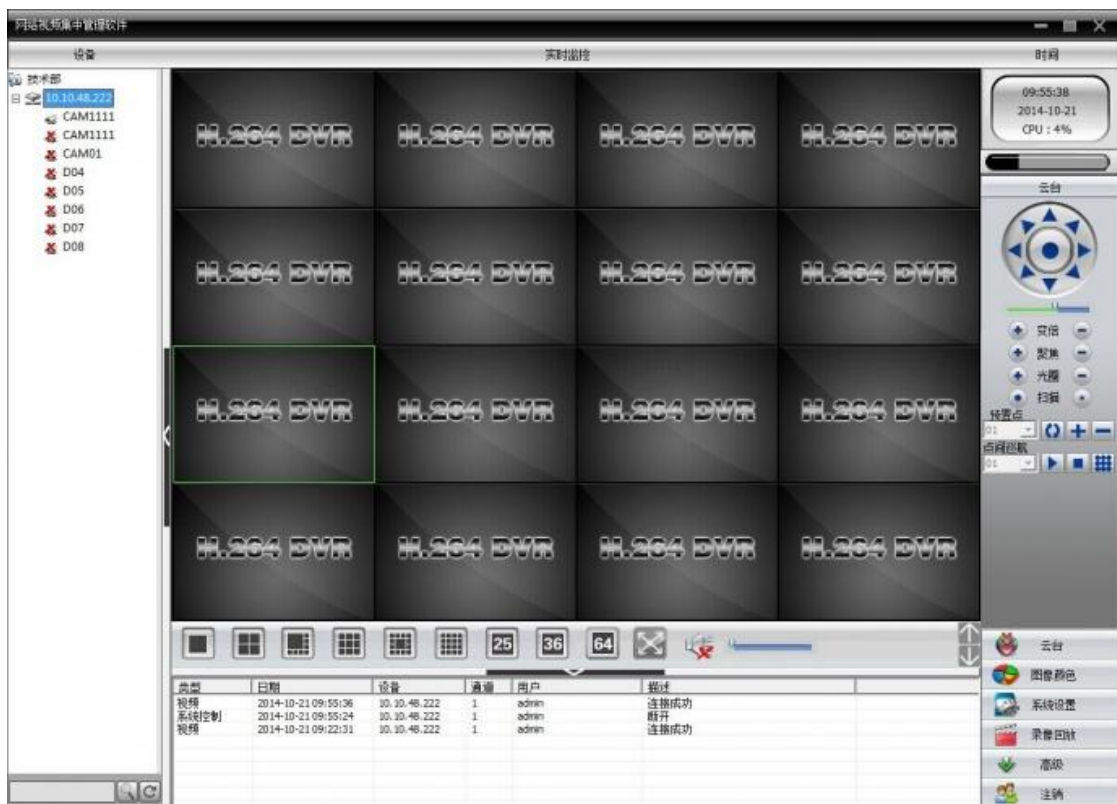 网络视频集中管理软件
设备
实时监控
时间
技术部
10.10.48.222
CAM1111
CAM1111
CAM01
D04
D05
D06
D07
D08
H.264 DVR H.264 DVR H.264 DVR H.264 DVR
H.264 DVR H.264 DVR H.264 DVR H.264 DVR
H.264 DVR H.264 DVR H.264 DVR H.264 DVR
H.264 DVR H.264 DVR H.264 DVR H.264 DVR
09:55:38
2014-10-21
CPU : 4%
云台
变倍
聚焦
光圈
扫描
预置点
01
点间巡航
01
25 36 64
类型 日期 设备 通道 用户 描述
视频 2014-10-21 09:55:36 10.10.48.222 1 admin 连接成功
系统控制 2014-10-21 09:55:24 10.10.48.222 1 admin 断开
视频 2014-10-21 09:22:31 10.10.48.222 1 admin 连接成功
云台
图像颜色
系统设置
录像回放
高级
注销